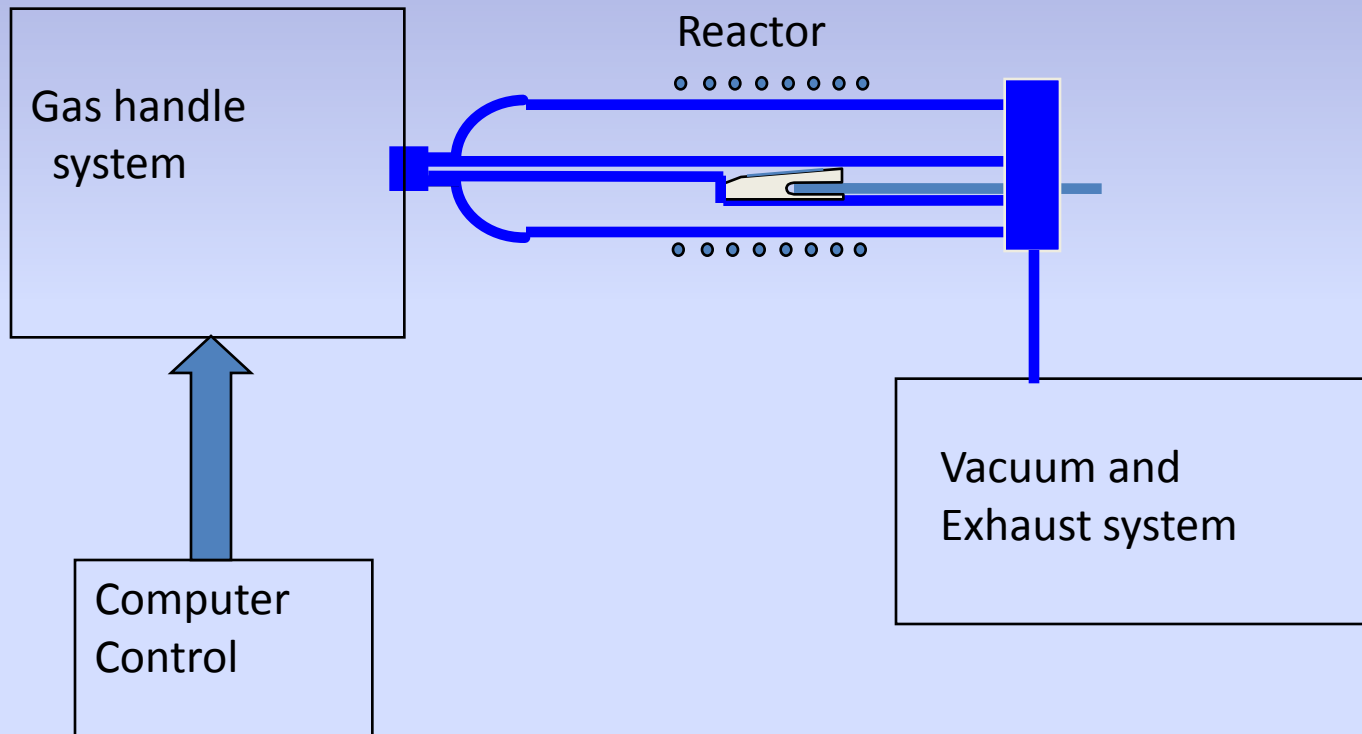 Reactor
Gas handle
system
Vacuum and
Exhaust system
Computer
Control